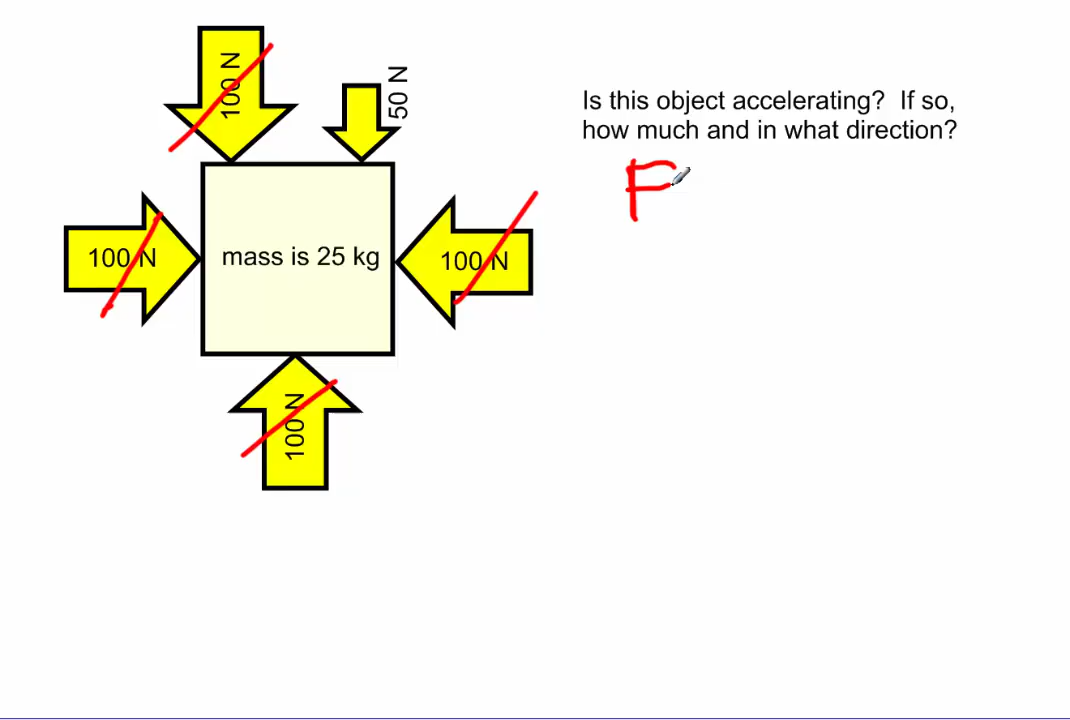 100 N
50 N
Is this object accelerating? If so,
how much and in what direction?
F
100 N
mass is 25 kg
100 N
100 N